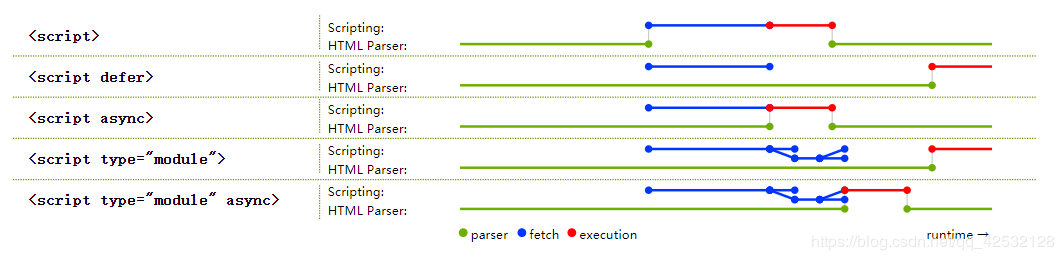 <script>
Scripting:
HTML Parser:
<script defer>
Scripting:
HTML Parser:
<script async>
Scripting:
HTML Parser:
<script type="module">
Scripting:
HTML Parser:
<script type="module" async>
Scripting:
HTML Parser:
parser fetch execution runtime →
https://blog.csdn.net/qq_42532128